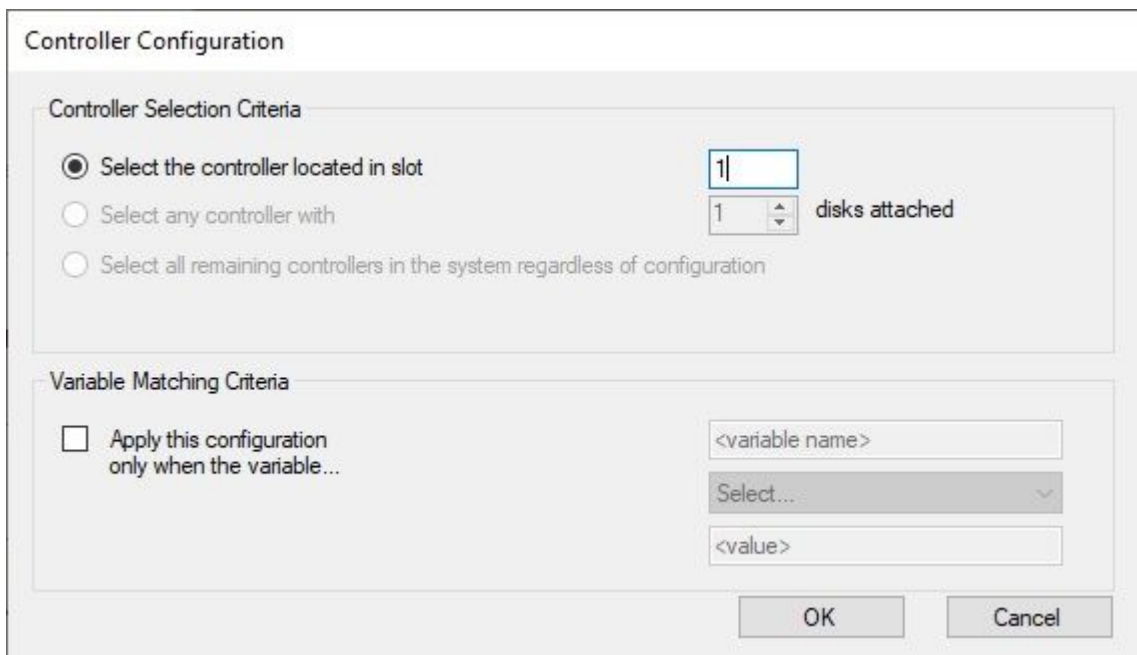 Controller Configuration
Controller Selection Criteria
Select the controller located in slot 1
Select any controller with 1 disks attached
Select all remaining controllers in the system regardless of configuration
Variable Matching Criteria
Apply this configuration <variable name>
only when the variable...
Select...
<value>
OK Cancel